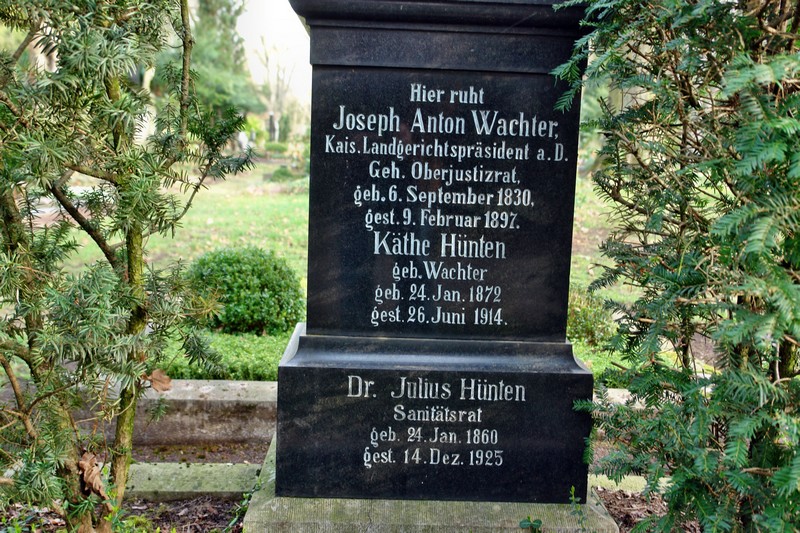 Hier ruht
Joseph Anton Wachter,
Kais. Landgerichtspräsident a. D.
Geh. Oberjustizrat,
geb. 6. September 1830,
gest. 9. Februar 1897.
Käthe Hünten
geb. Wachter
geb. 24. Jan. 1872
gest. 26. Juni 1914.
Dr. Julius Hünten
Sanitätsrat
geb. 24. Jan. 1860
gest. 14. Dez. 1925